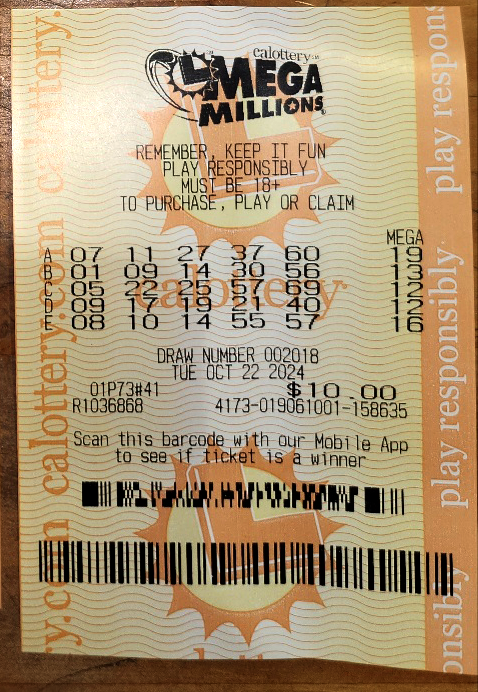 calottery
MEGA
MILLIONS
REMEMBER, KEEP IT FUN
PLAY RESPONSIBLY
MUST BE 18+
TO PURCHASE, PLAY OR CLAIM
MEGA
A 07 11 27 37 60 19
B 01 09 14 30 56 13
C 05 22 25 57 69 12
D 09 17 19 21 40 12
E 08 10 14 55 57 16
DRAW NUMBER 002018
TUE OCT 22 2024
01P73#41 $10.00
R1036868 4173-019061001-158635
Scan this barcode with our Mobile App
to see if ticket is a winner
calottery
calottery.com calottery.
play responsibly play responsibly